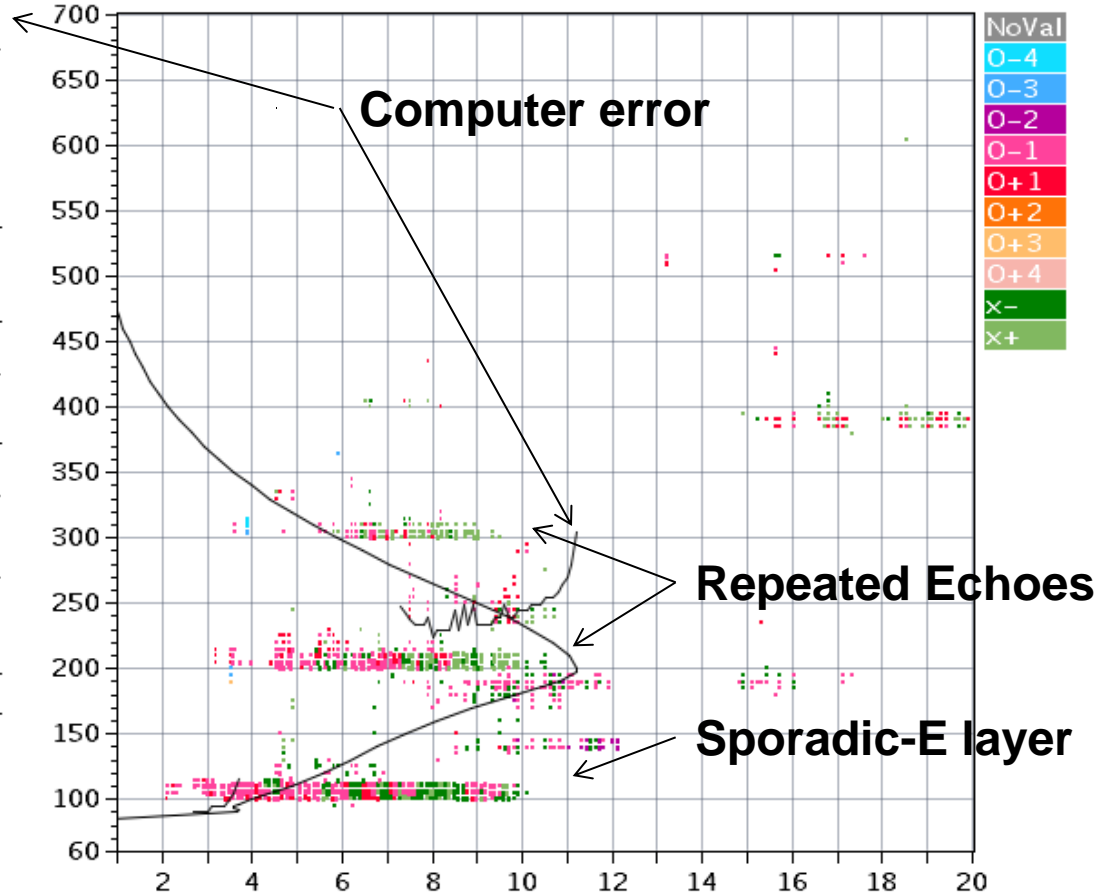 700
650
600
550
500
450
400
350
300
250
200
150
100
60
2 4 6 8 10 12 14 16 18 20
Computer error
Repeated Echoes
Sporadic-E layer
NoVal
O-4
O-3
O-2
O-1
O+1
O+2
O+3
O+4
x-
x+